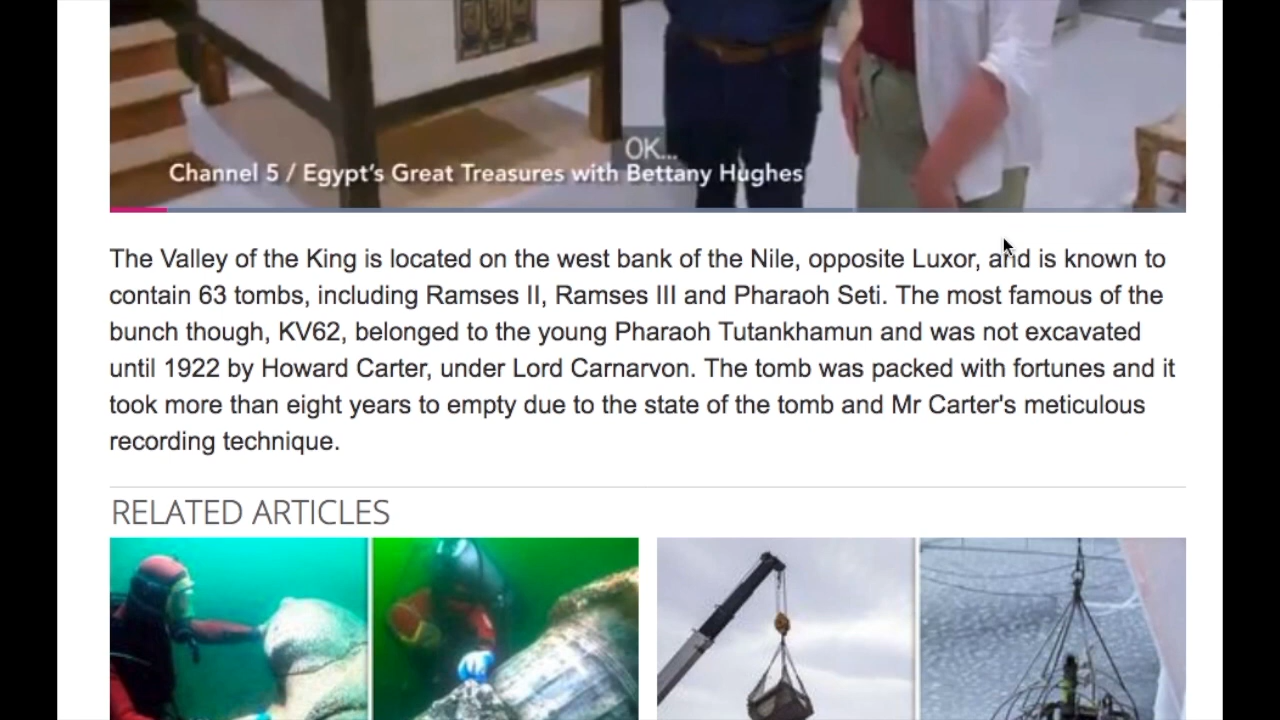 OK...
Channel 5 / Egypt's Great Treasures with Bettany Hughes
The Valley of the King is located on the west bank of the Nile, opposite Luxor, and is known to
contain 63 tombs, including Ramses II, Ramses III and Pharaoh Seti. The most famous of the
bunch though, KV62, belonged to the young Pharaoh Tutankhamun and was not excavated
until 1922 by Howard Carter, under Lord Carnarvon. The tomb was packed with fortunes and it
took more than eight years to empty due to the state of the tomb and Mr Carter's meticulous
recording technique.
RELATED ARTICLES